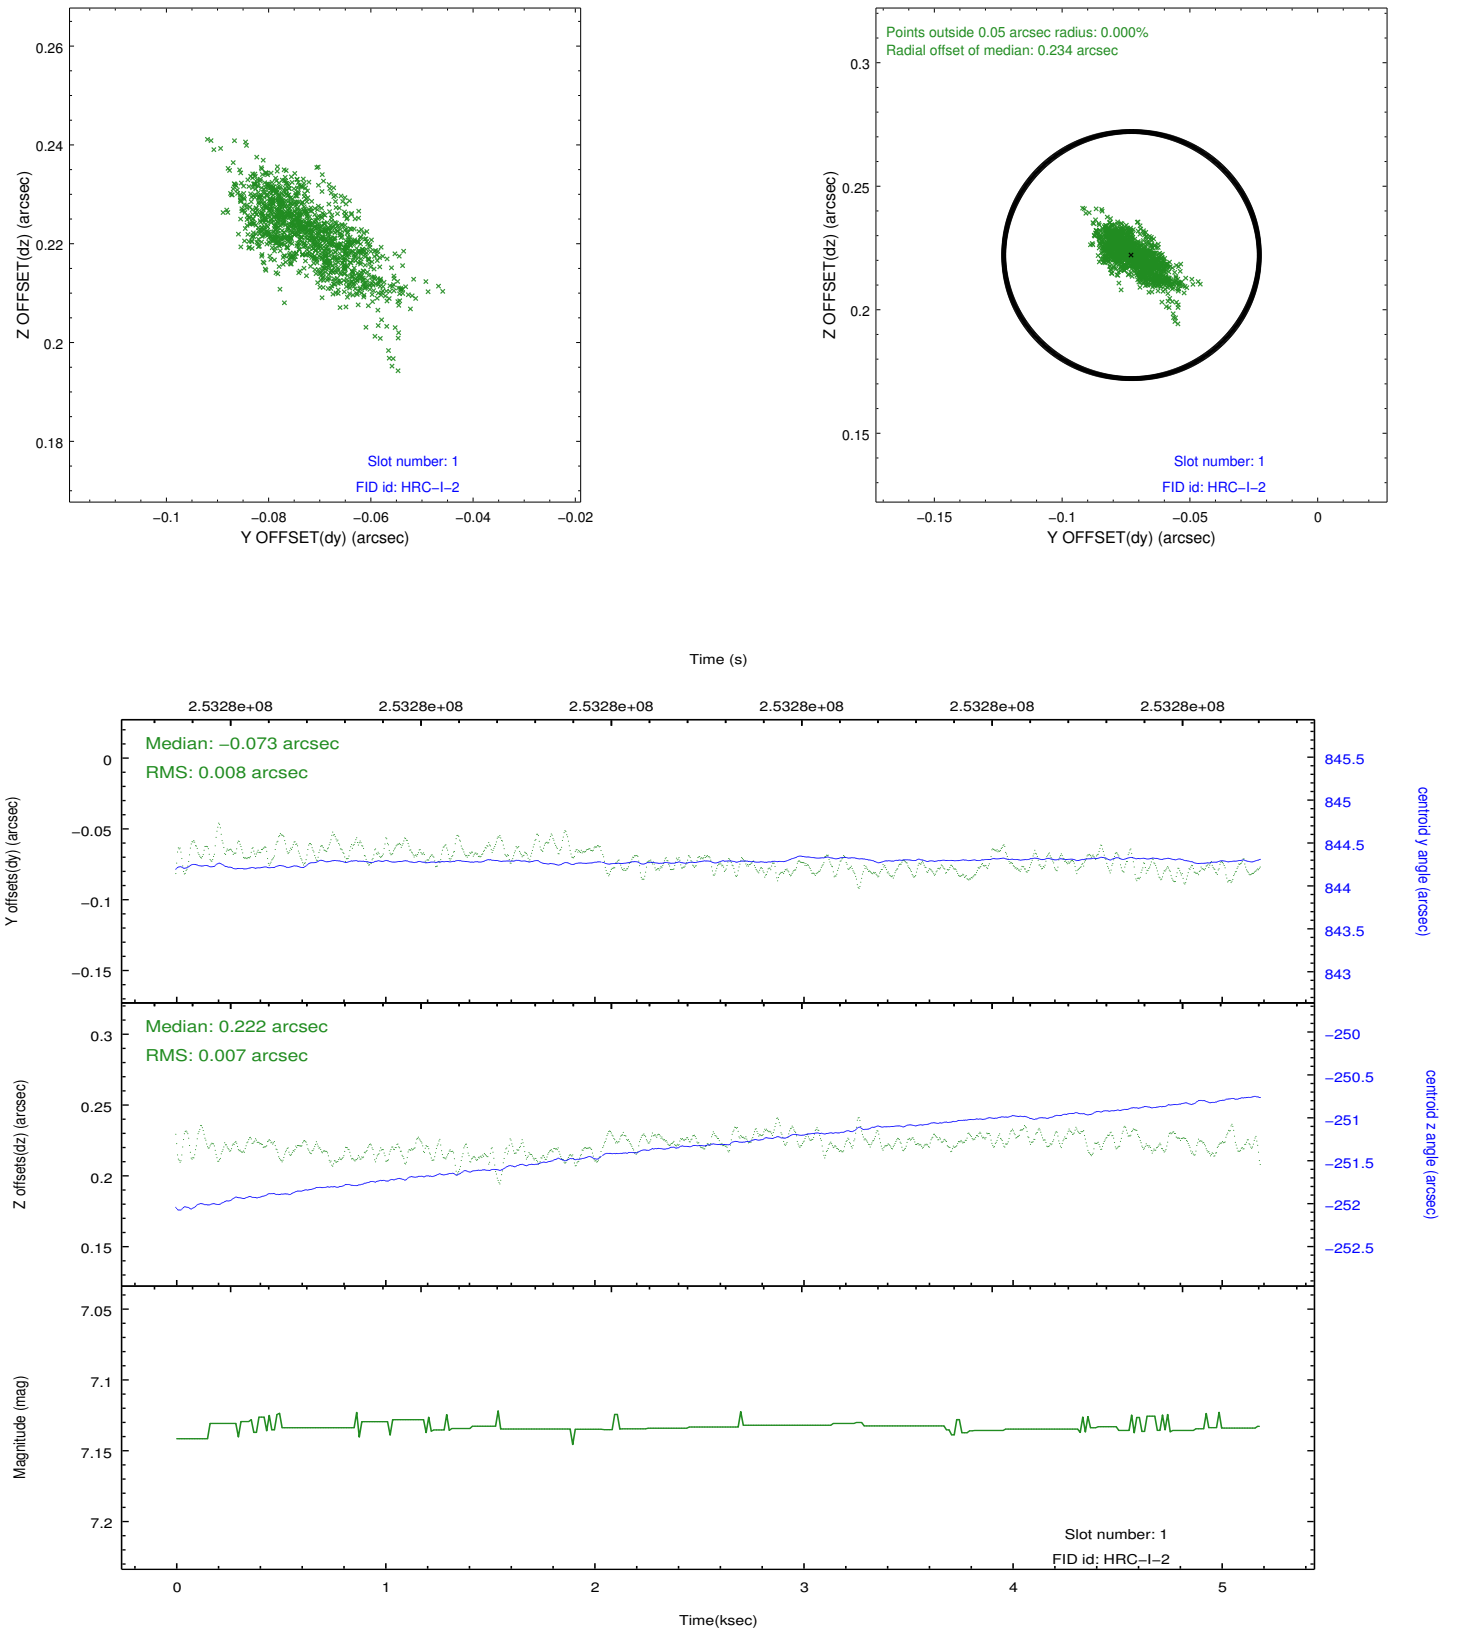 0.26
0.24
0.22
0.2
0.18
Z OFFSET(dz) (arcsec)
Slot number: 1
FID id: HRC−I−2
−0.1
−0.08
−0.06
−0.04
−0.02
Y OFFSET(dy) (arcsec)
Points outside 0.05 arcsec radius: 0.000%
Radial offset of median: 0.234 arcsec
0.3
0.25
0.2
0.15
Z OFFSET(dz) (arcsec)
Slot number: 1
FID id: HRC−I−2
−0.15
−0.1
−0.05
0
Y OFFSET(dy) (arcsec)
Time (s)
2.5328e+08
2.5328e+08
2.5328e+08
2.5328e+08
2.5328e+08
2.5328e+08
Median: −0.073 arcsec
RMS: 0.008 arcsec
0
−0.05
−0.1
−0.15
Y offsets(dy) (arcsec)
845.5
845
844.5
844
843.5
843
centroid y angle (arcsec)
Median: 0.222 arcsec
RMS: 0.007 arcsec
0.3
0.25
0.2
0.15
Z offsets(dz) (arcsec)
−250
−250.5
−251
−251.5
−252
−252.5
centroid z angle (arcsec)
7.05
7.1
7.15
7.2
Magnitude (mag)
Slot number: 1
FID id: HRC−I−2
0
1
2
3
4
5
Time(ksec)